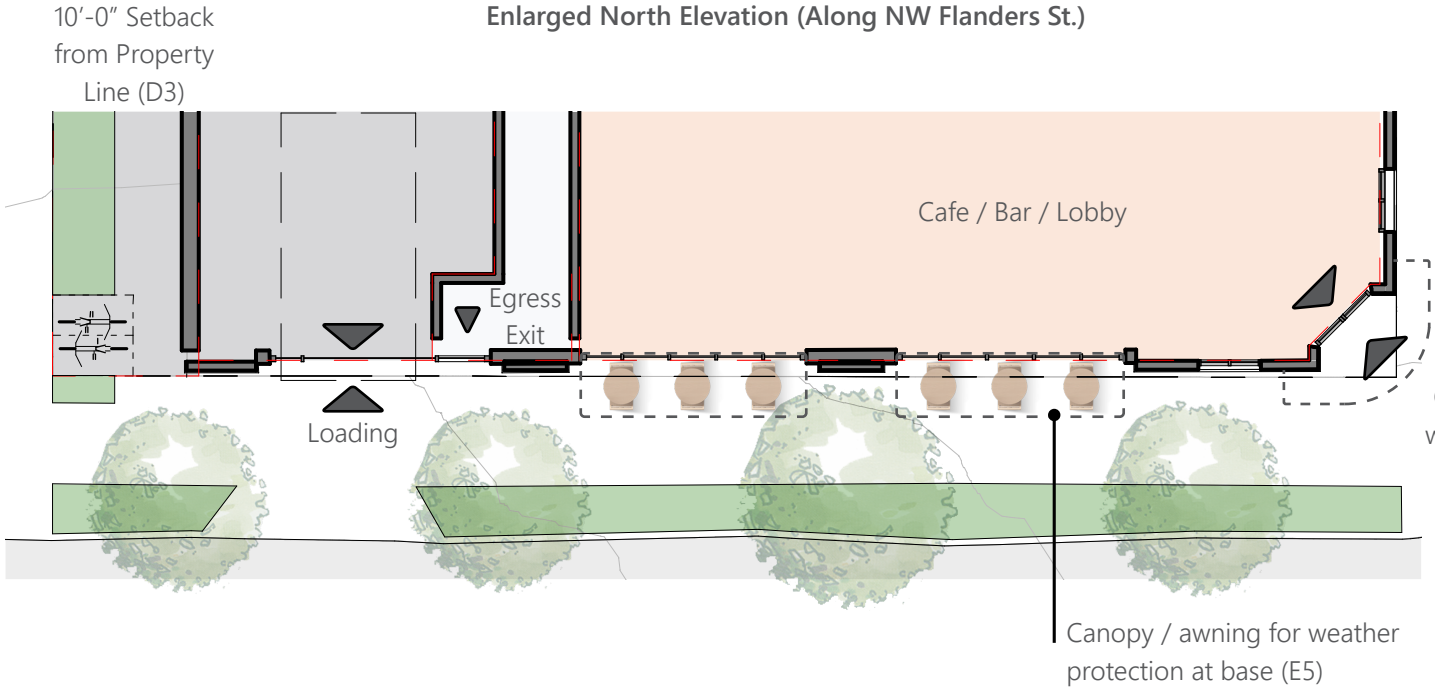 10’-0” Setback
from Property
Line (D3)
Enlarged North Elevation (Along NW Flanders St.)
Cafe / Bar / Lobby
Egress
Exit
Loading
Canopy / awning for weather
protection at base (E5)